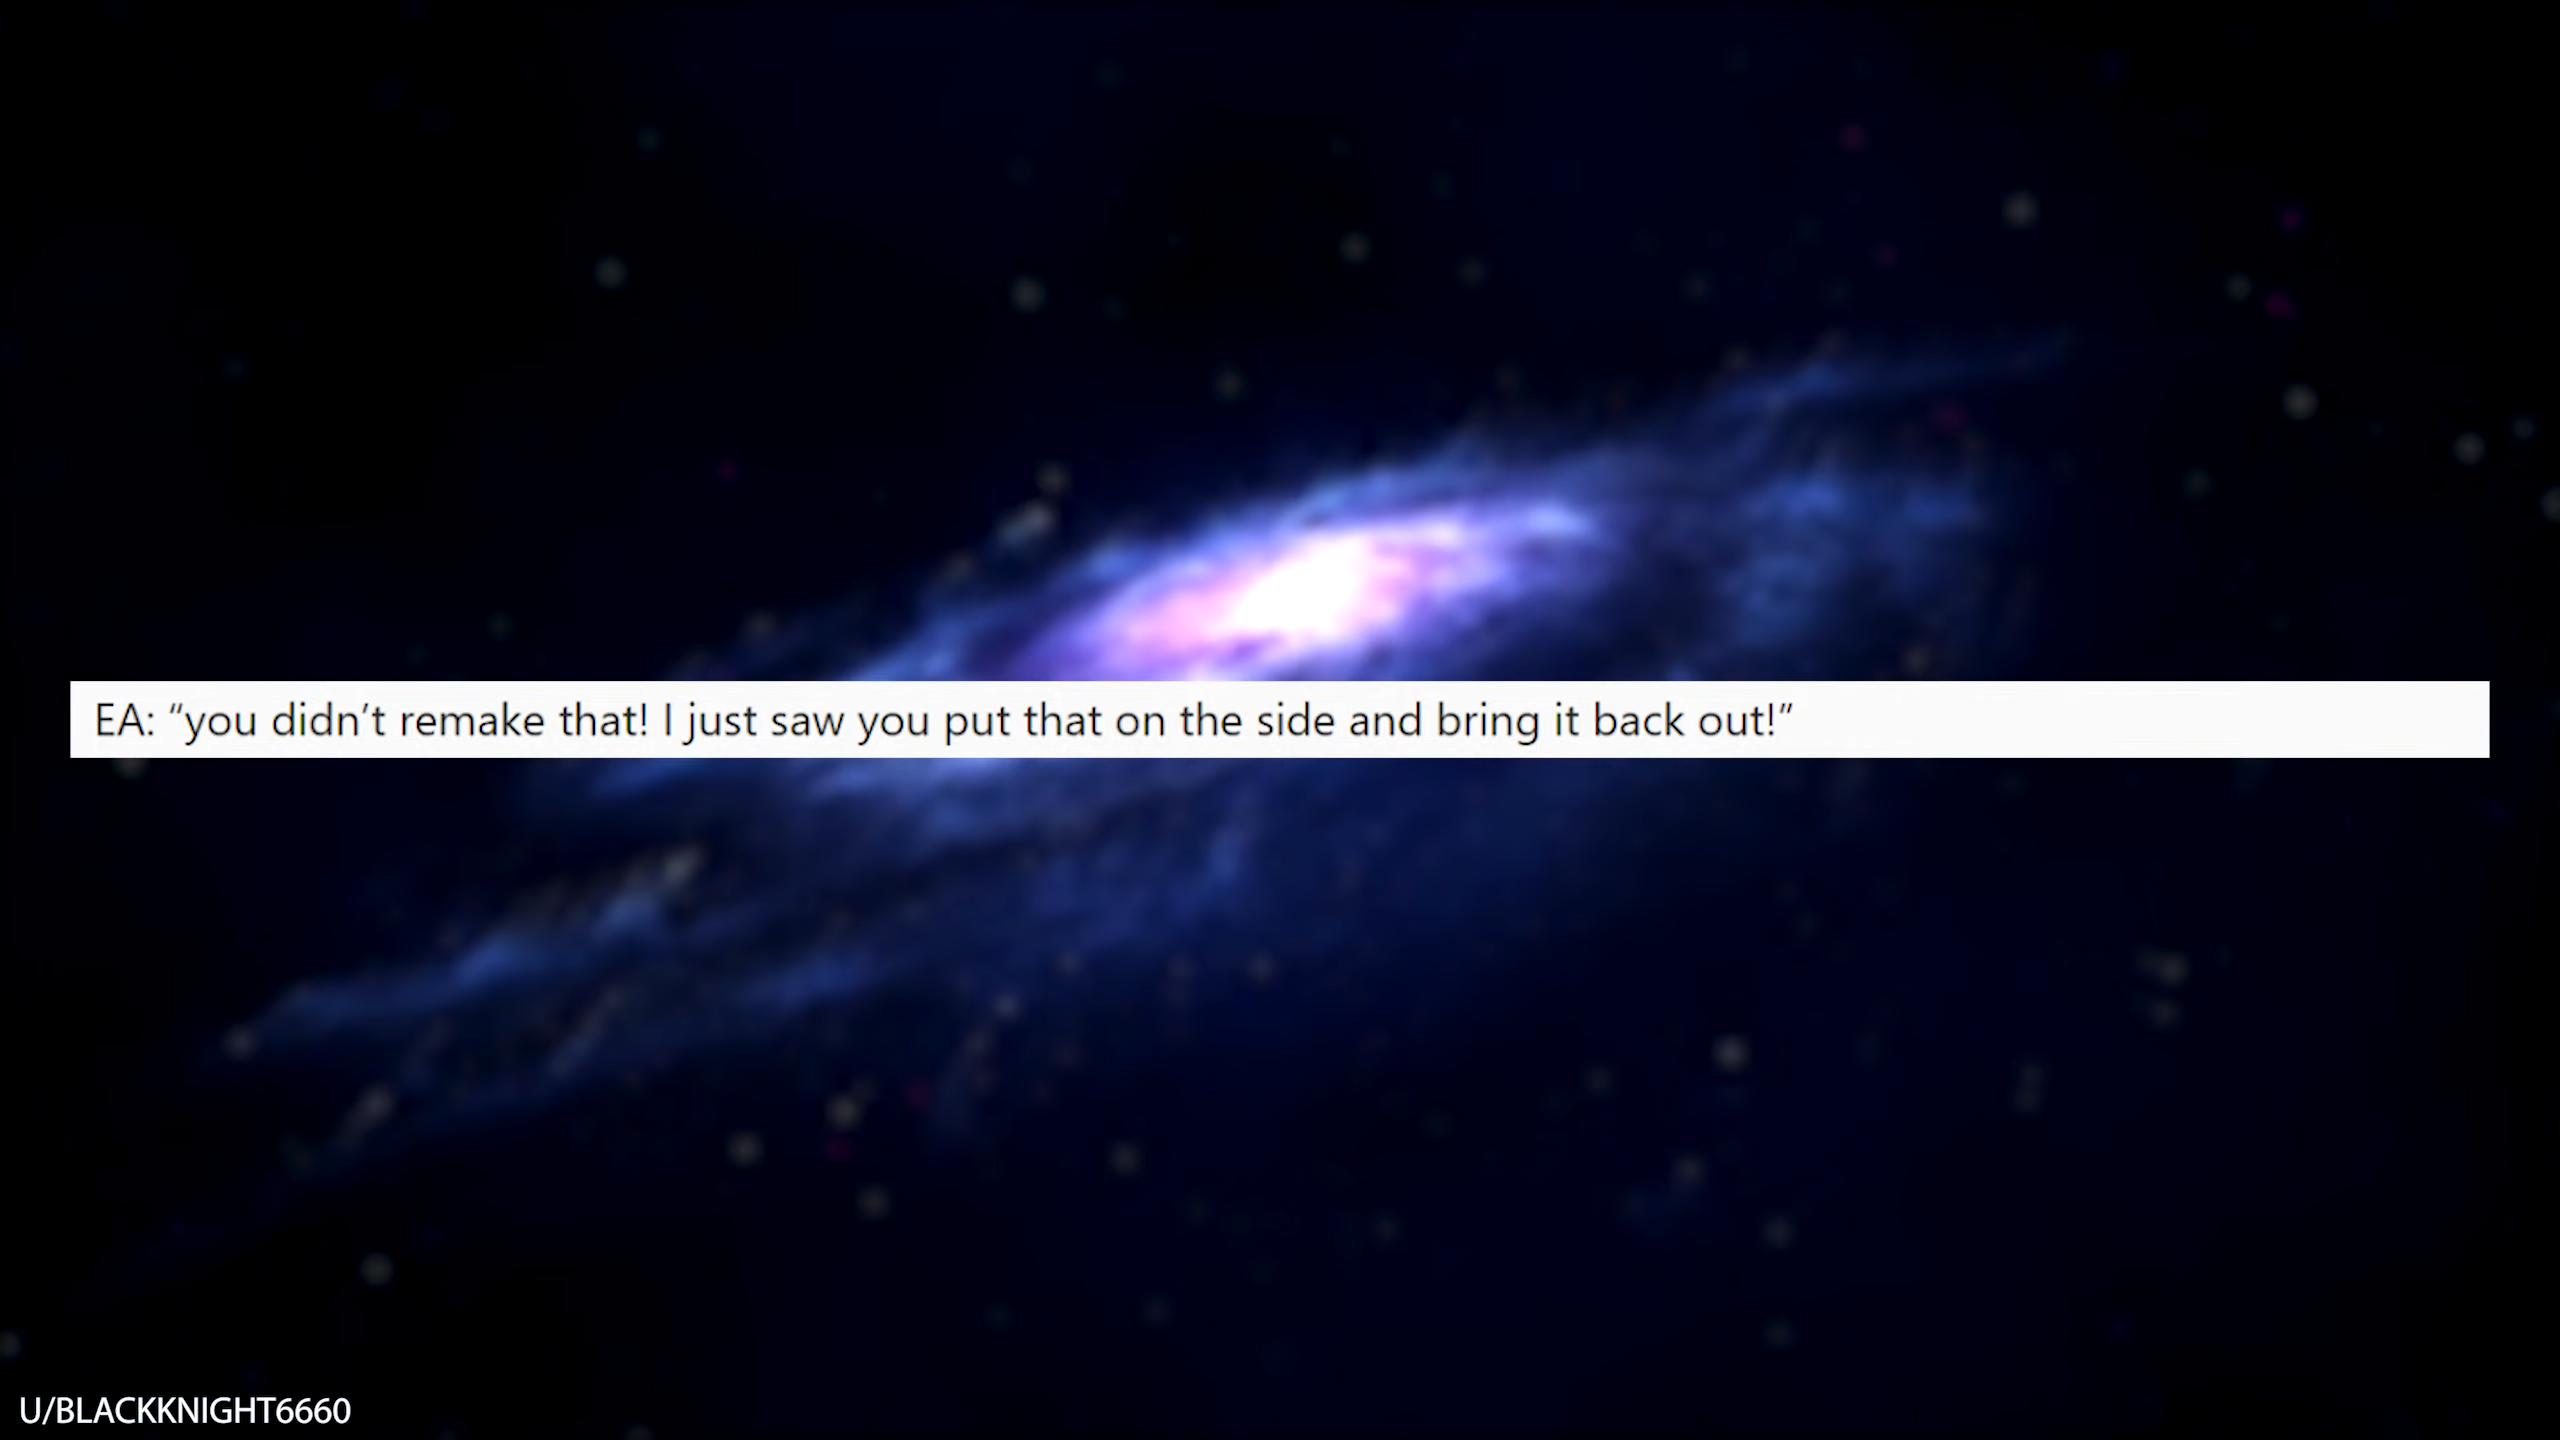 EA: “you didn’t remake that! I just saw you put that on the side and bring it back out!”
U/BLACKKNIGHT6660